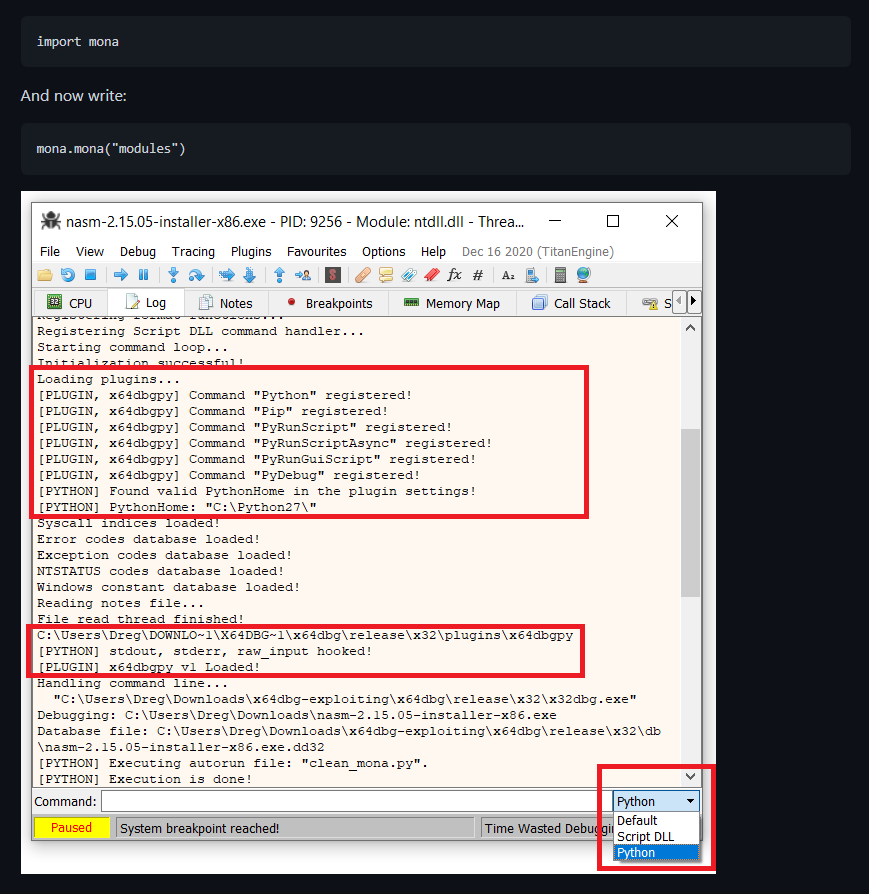 import mona
And now write:
mona.mona("modules")
nasm-2.15.05-installer-x86.exe - PID: 9256 - Module: ntdll.dll - Threa...
File View Debug Tracing Plugins Favourites Options Help Dec 16 2020 (TitanEngine)
CPU Log Notes Breakpoints Memory Map Call Stack S
Registering format functions...
Registering Script DLL command handler...
Starting command loop...
Initialization successful!
Loading plugins...
[PLUGIN, x64dbgpy] Command "Python" registered!
[PLUGIN, x64dbgpy] Command "Pip" registered!
[PLUGIN, x64dbgpy] Command "PyRunScript" registered!
[PLUGIN, x64dbgpy] Command "PyRunScriptAsync" registered!
[PLUGIN, x64dbgpy] Command "PyRunGuiScript" registered!
[PLUGIN, x64dbgpy] Command "PyDebug" registered!
[PYTHON] Found valid PythonHome in the plugin settings!
[PYTHON] PythonHome: "C:\Python27\"
Syscall indices loaded!
Error codes database loaded!
Exception codes database loaded!
NTSTATUS codes database loaded!
Windows constant database loaded!
Reading notes file...
File read thread finished!
C:\Users\Dreg\DOWNLO~1\X64DBG~1\x64dbg\release\x32\plugins\x64dbgpy
[PYTHON] stdout, stderr, raw_input hooked!
[PLUGIN] x64dbgpy v1 Loaded!
Handling command line...
"C:\Users\Dreg\Downloads\x64dbg-exploiting\x64dbg\release\x32\x32dbg.exe"
Debugging: C:\Users\Dreg\Downloads\nasm-2.15.05-installer-x86.exe
Database file: C:\Users\Dreg\Downloads\x64dbg-exploiting\x64dbg\release\x32\db
\nasm-2.15.05-installer-x86.exe.dd32
[PYTHON] Executing autorun file: "clean_mona.py".
[PYTHON] Execution is done!
Command: Python
Default
Script DLL
Python
Paused System breakpoint reached! Time Wasted Debuggi